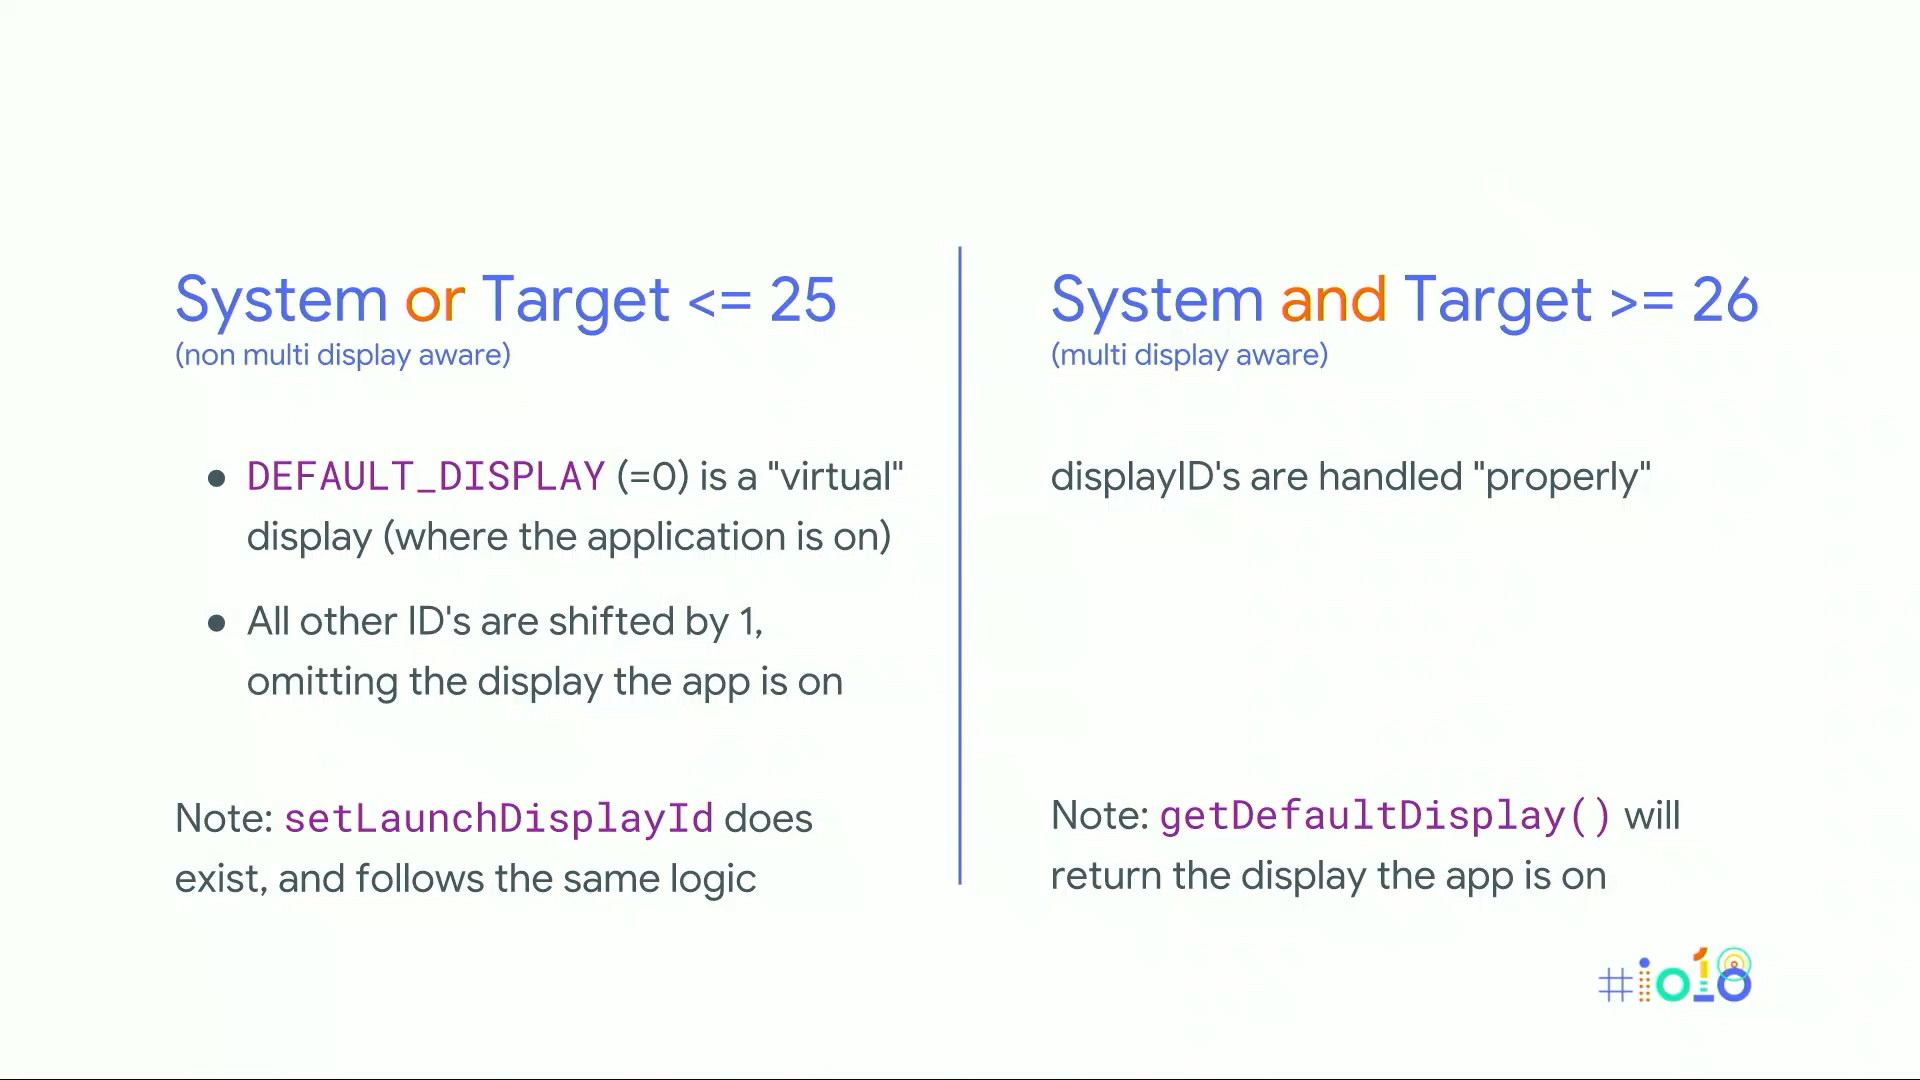 System or Target <= 25
(non multi display aware)
● DEFAULT_DISPLAY (=0) is a "virtual"
display (where the application is on)
● All other ID's are shifted by 1,
omitting the display the app is on
Note: setLaunchDisplayId does
exist, and follows the same logic
System and Target >= 26
(multi display aware)
displayID's are handled "properly"
Note: getDefaultDisplay() will
return the display the app is on
#io18